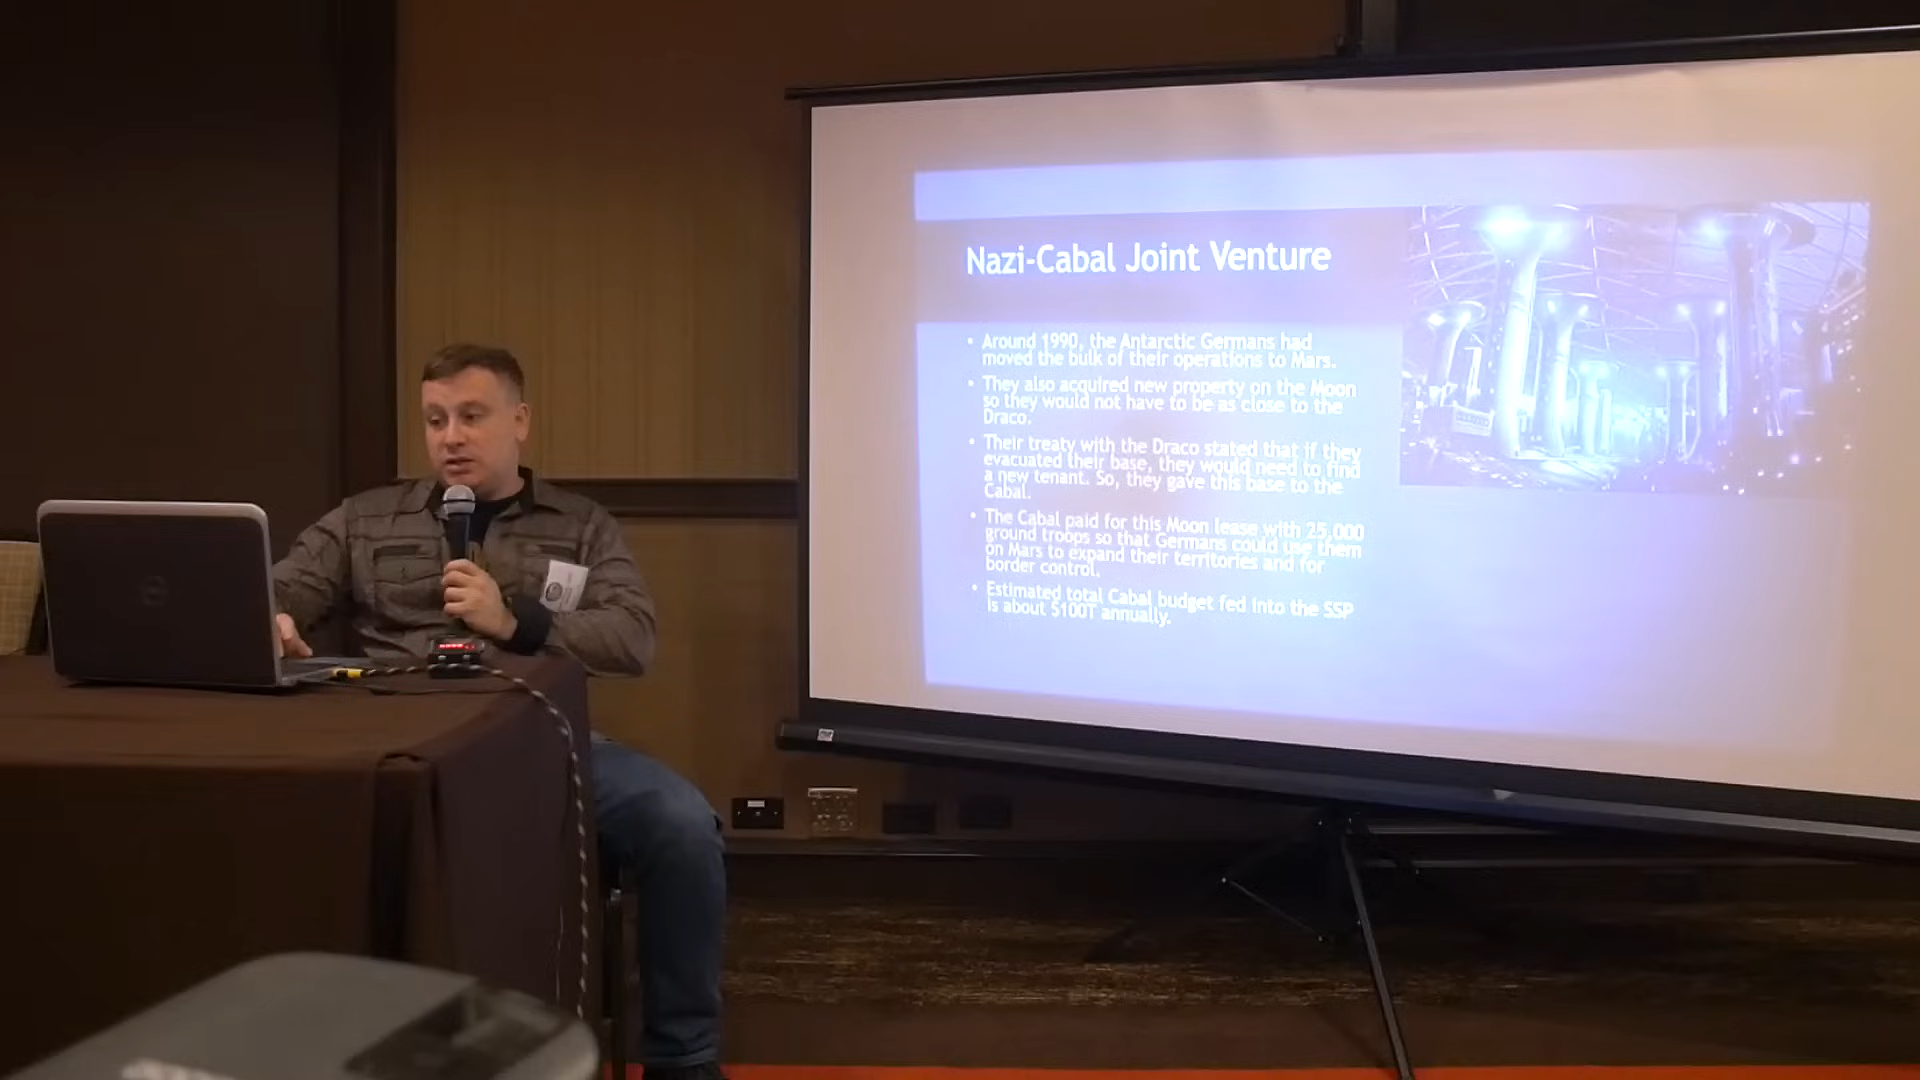 Nazi-Cabal Joint Venture
• Around 1990, the Antarctic Germans had
moved the bulk of their operations to Mars.
• They also acquired new property on the Moon
so they would not have to be as close to the
Draco.
• Their treaty with the Draco stated that if they
evacuated their base, they would need to find
a new tenant. So, they gave this base to the
Cabal.
• The Cabal paid for this Moon lease with 25,000
ground troops so that Germans could use them
on Mars to expand their territories and for
border control.
• Estimated total Cabal budget fed into the SSP
is about $100T annually.